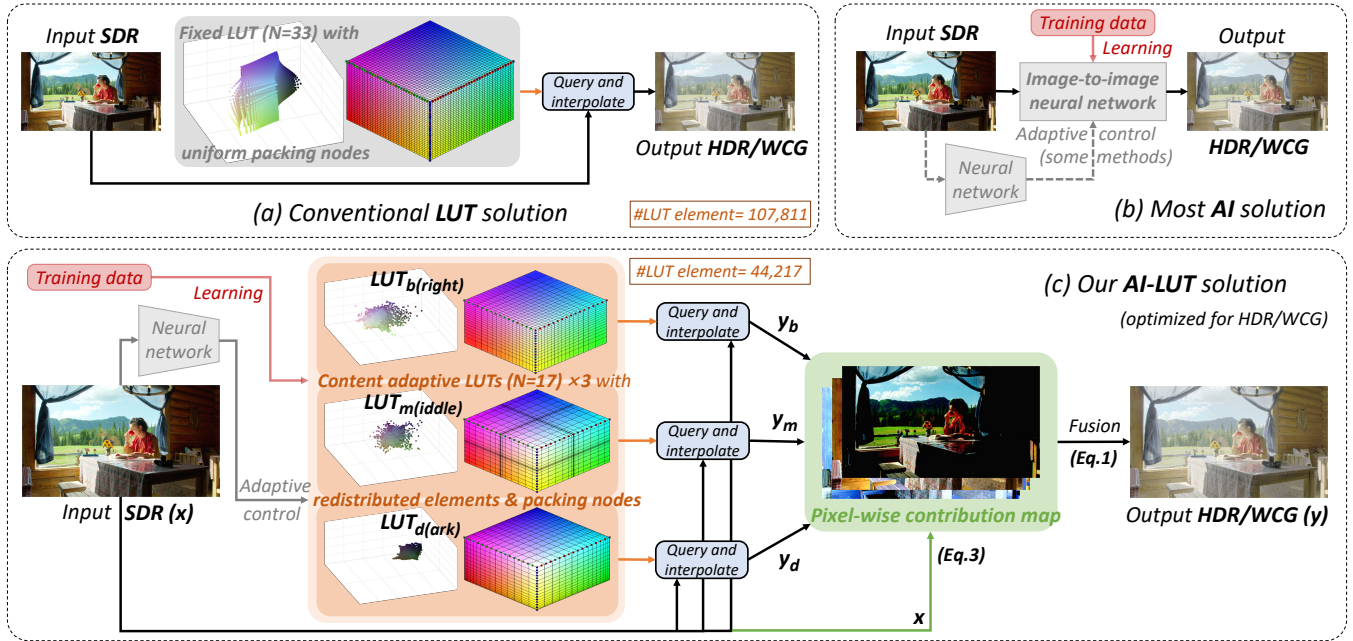 Input SDR
Fixed LUT (N=33) with
uniform packing nodes
Query and
interpolate
Output HDR/WCG
(a) Conventional LUT solution
#LUT element= 107,811
Input SDR
Training data
Learning
Image-to-image
neural network
Output
HDR/WCG
Adaptive control
(some methods)
Neural
network
(b) Most AI solution
Training data
Learning
Neural
network
Input SDR (x)
Adaptive
control
LUTb(right)
Content adaptive LUTs (N=17) ×3 with
LUTm(iddle)
redistributed elements & packing nodes
LUTd(ark)
#LUT element= 44,217
Query and
interpolate
Query and
interpolate
Query and
interpolate
yb
ym
yd
Pixel-wise contribution map
(Eq.3)
x
(c) Our AI-LUT solution
(optimized for HDR/WCG)
Fusion
(Eq.1)
Output HDR/WCG (y)